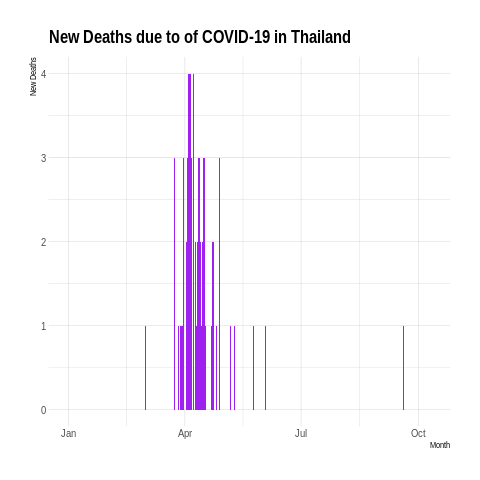 New Deaths due to of COVID-19 in Thailand
New Deaths
4
3
2
1
0
Jan
Apr
Jul
Oct
Month